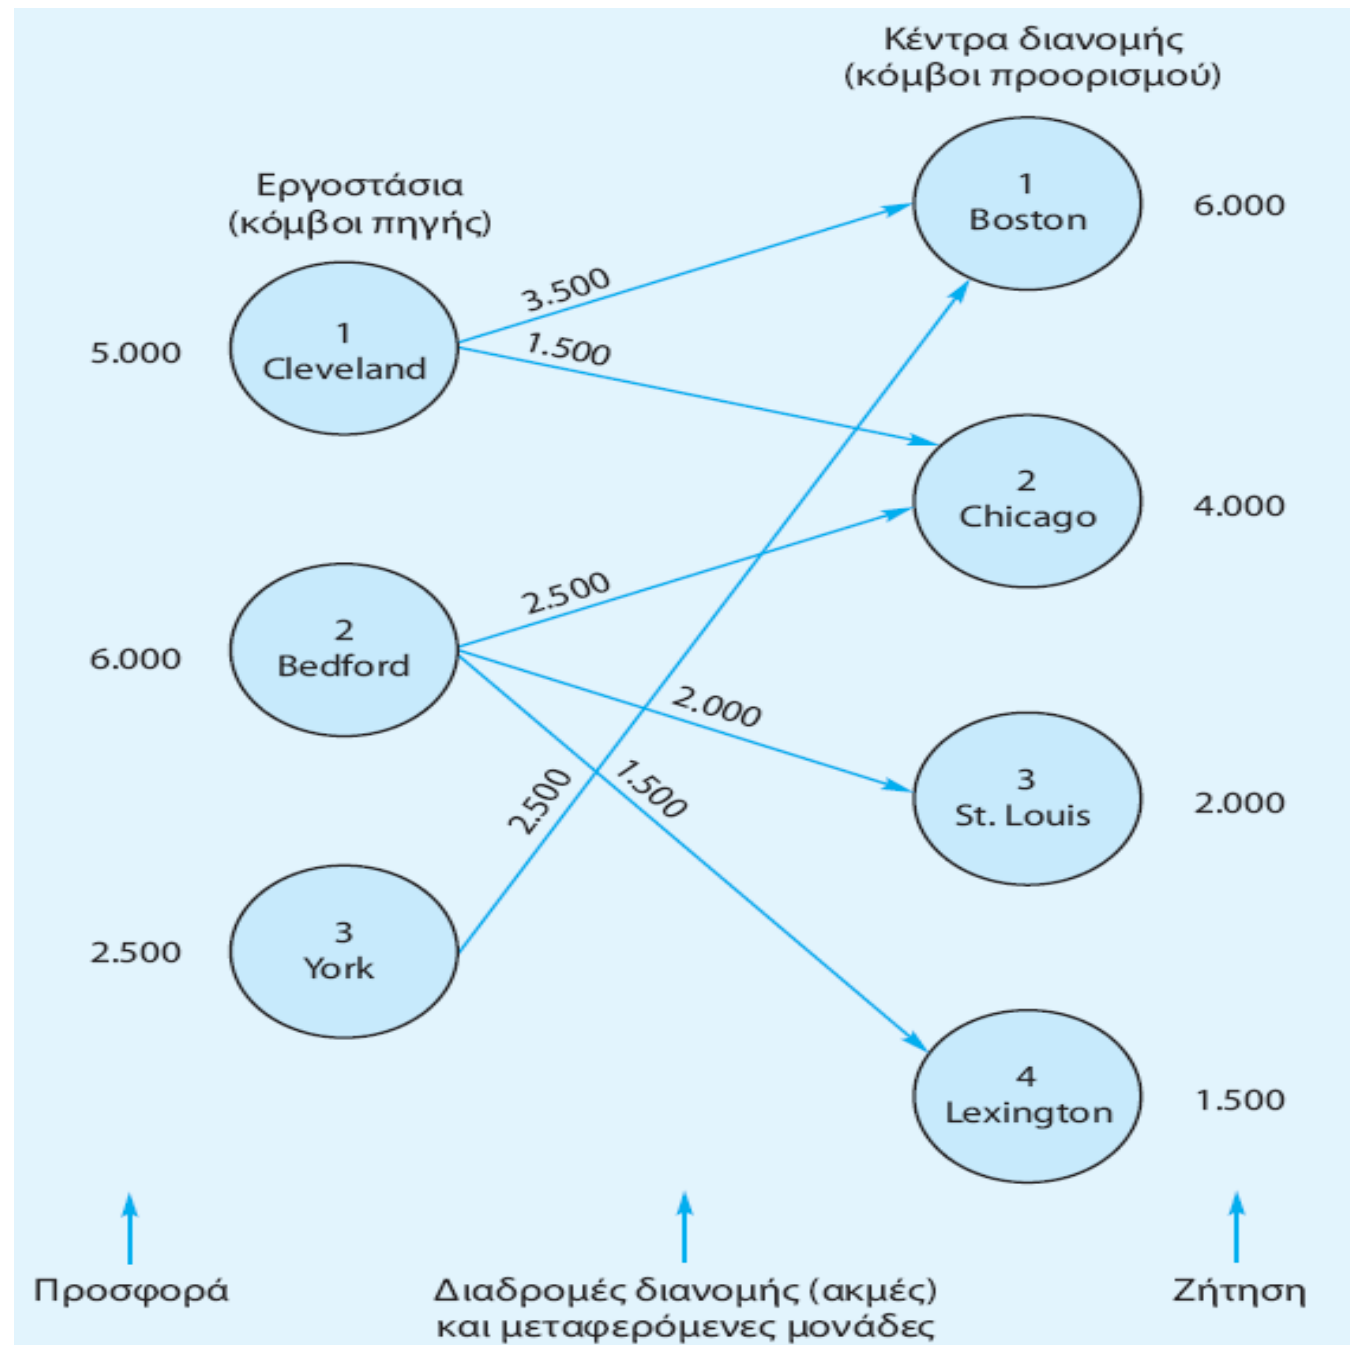 Κέντρα διανομής
(κόμβοι προορισμού)
Εργοστάσια
(κόμβοι πηγής)
1
Boston
6.000
3.500
1
Cleveland
5.000
1.500
2
Chicago
4.000
2.500
2
Bedford
6.000
2.000
1.500
2.500
3
St. Louis
2.000
3
York
2.500
4
Lexington
1.500
Προσφορά
Διαδρομές διανομής (ακμές)
και μεταφερόμενες μονάδες
Ζήτηση